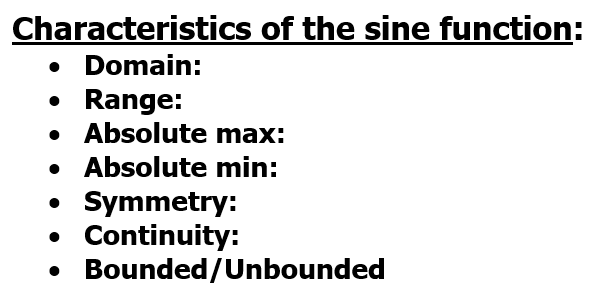 Characteristics of the sine function:
• Domain:
• Range:
• Absolute max:
• Absolute min:
• Symmetry:
• Continuity:
• Bounded/Unbounded